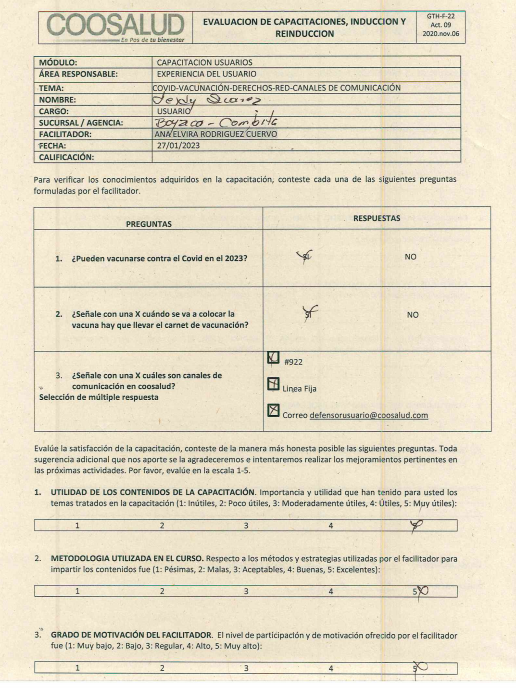 COOSALUD
En Pos de tu bienestar
EVALUACION DE CAPACITACIONES, INDUCCION Y
REINDUCCION
GTH-F-22
Act. 09
2020.nov.06
MÓDULO: CAPACITACION USUARIOS
ÁREA RESPONSABLE: EXPERIENCIA DEL USUARIO
TEMA: COVID-VACUNACIÓN-DERECHOS-RED-CANALES DE COMUNICACIÓN
NOMBRE: Suarez
CARGO: USUARIO
SUCURSAL / AGENCIA: Boyaca - Combita
FACILITADOR: ANA ELVIRA RODRIGUEZ CUERVO
FECHA: 27/01/2023
CALIFICACIÓN:
Para verificar los conocimientos adquiridos en la capacitación, conteste cada una de las siguientes preguntas
formuladas por el facilitador.
PREGUNTAS RESPUESTAS
1. ¿Pueden vacunarse contra el Covid en el 2023? NO
2. ¿Señale con una X cuándo se va a colocar la
vacuna hay que llevar el carnet de vacunación? NO
3. ¿Señale con una X cuáles son canales de
comunicación en coosalud?
Selección de múltiple respuesta
X #922
X Linea Fija
X Correo defensorusuario@coosalud.com
Evalúe la satisfacción de la capacitación, conteste de la manera más honesta posible las siguientes preguntas. Toda
sugerencia adicional que nos aporte se la agradeceremos e intentaremos realizar los mejoramientos pertinentes en
las próximas actividades. Por favor, evalúe en la escala 1-5.
1. UTILIDAD DE LOS CONTENIDOS DE LA CAPACITACIÓN. Importancia y utilidad que han tenido para usted los
temas tratados en la capacitación (1: Inútiles, 2: Poco útiles, 3: Moderadamente útiles, 4: Útiles, 5: Muy útiles):
1 2 3 4
2. METODOLOGIA UTILIZADA EN EL CURSO. Respecto a los métodos y estrategias utilizadas por el facilitador para
impartir los contenidos fue (1: Pésimas, 2: Malas, 3: Aceptables, 4: Buenas, 5: Excelentes):
1 2 3 4 5 X
3. GRADO DE MOTIVACIÓN DEL FACILITADOR. El nivel de participación y de motivación ofrecido por el facilitador
fue (1: Muy bajo, 2: Bajo, 3: Regular, 4: Alto, 5: Muy alto):
1 2 3 4 5 X